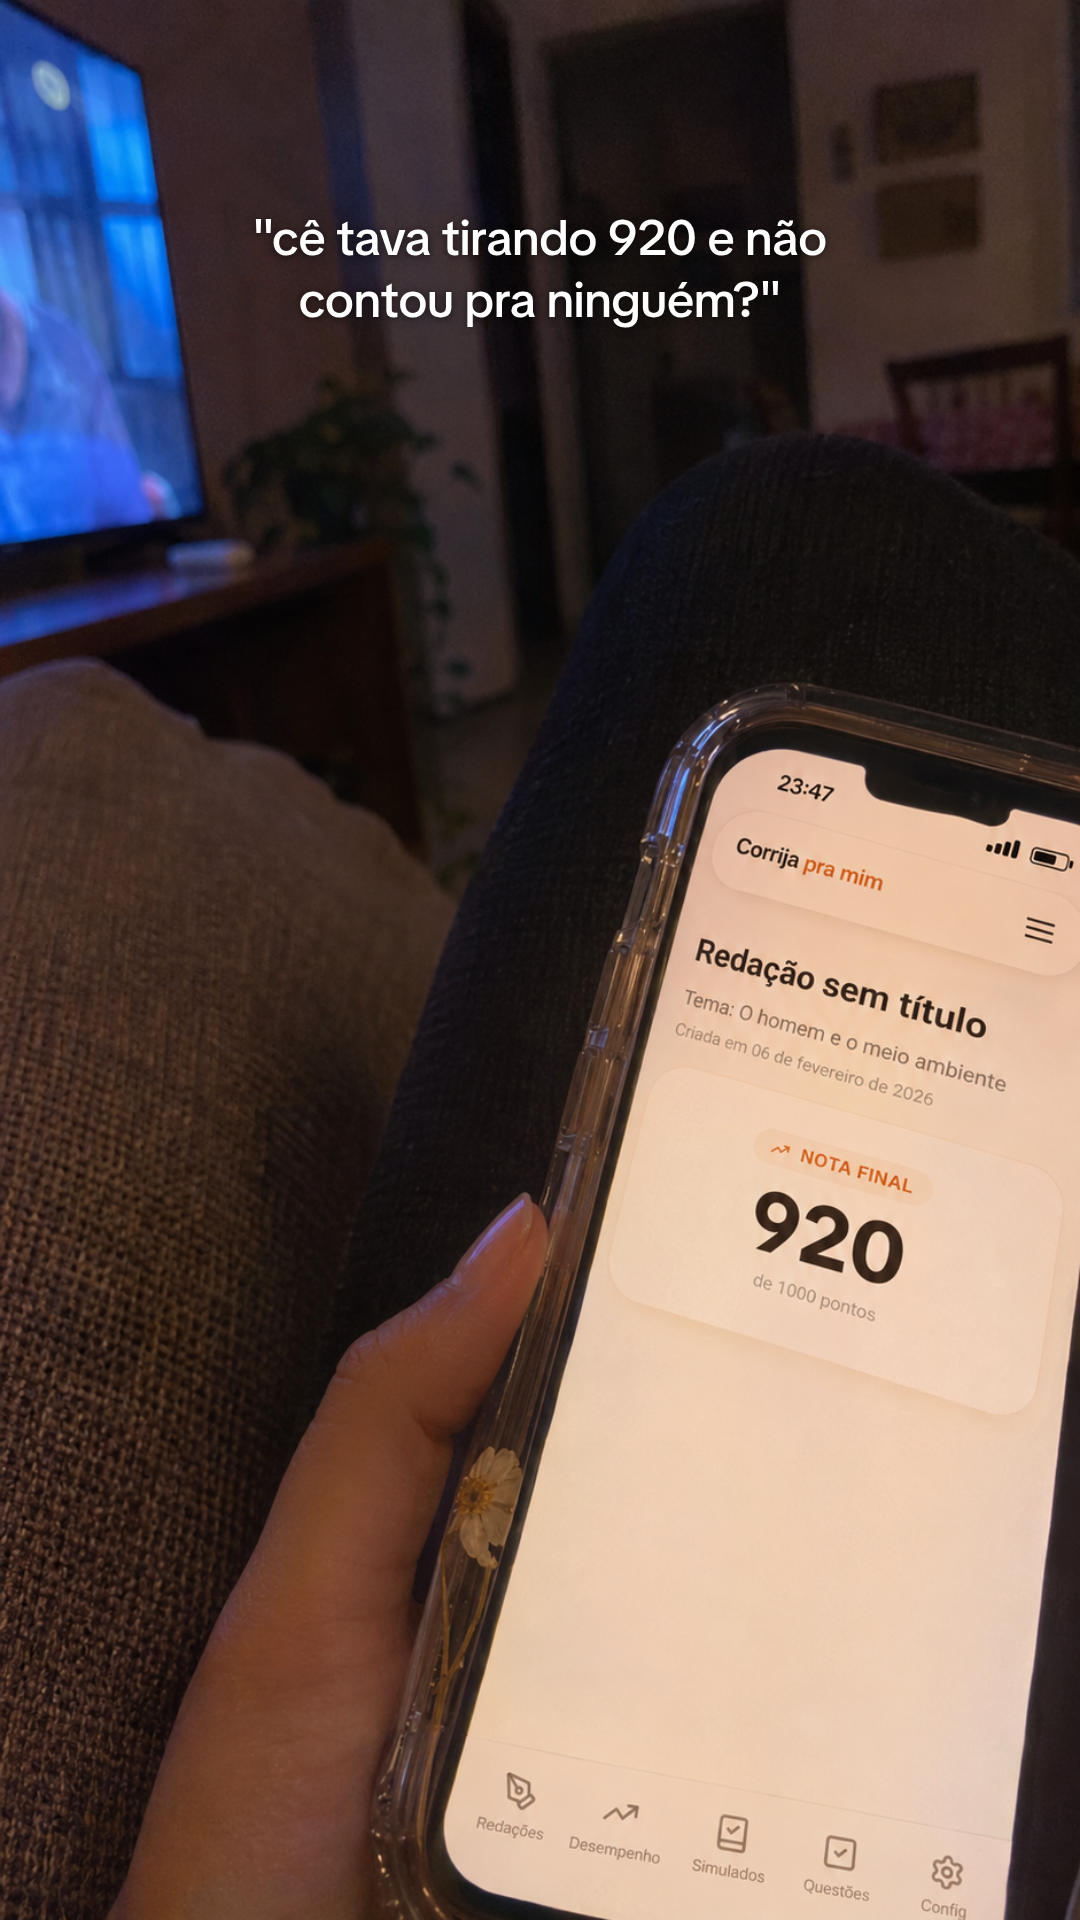 "cê tava tirando 920 e não
contou pra ninguém?"
23:47
Corrija pra mim
Redação sem título
Tema: O homem e o meio ambiente
Criada em 06 de fevereiro de 2026
NOTA FINAL
920
de 1000 pontos
Redações
Desempenho
Simulados
Questões
Config